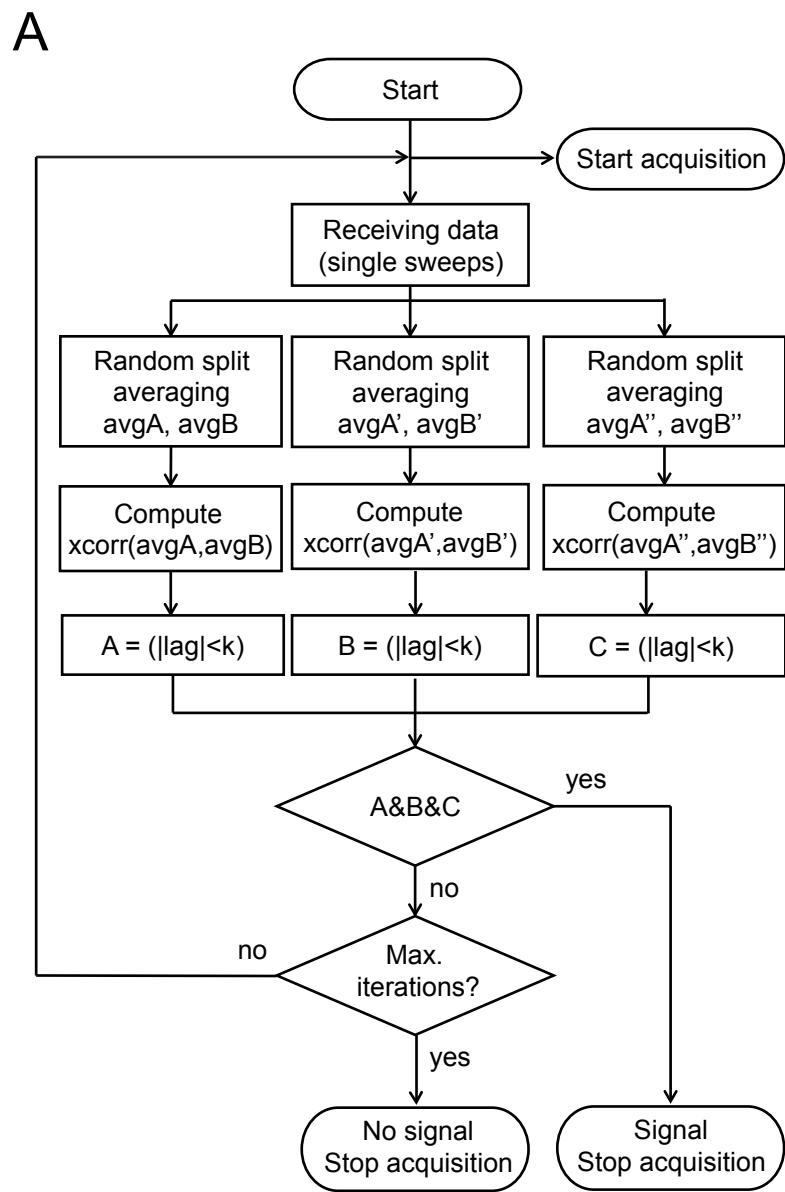 A
Start
Start acquisition
Receiving data
(single sweeps)
Random split
averaging
avgA, avgB
Random split
averaging
avgA’, avgB’
Random split
averaging
avgA’’, avgB’’
Compute
xcorr(avgA,avgB)
Compute
xcorr(avgA’,avgB’)
Compute
xcorr(avgA’’,avgB’’)
A = (|lag|<k)
B = (|lag|<k)
C = (|lag|<k)
A&B&C
yes
no
Max.
iterations?
no
yes
No signal
Stop acquisition
Signal
Stop acquisition